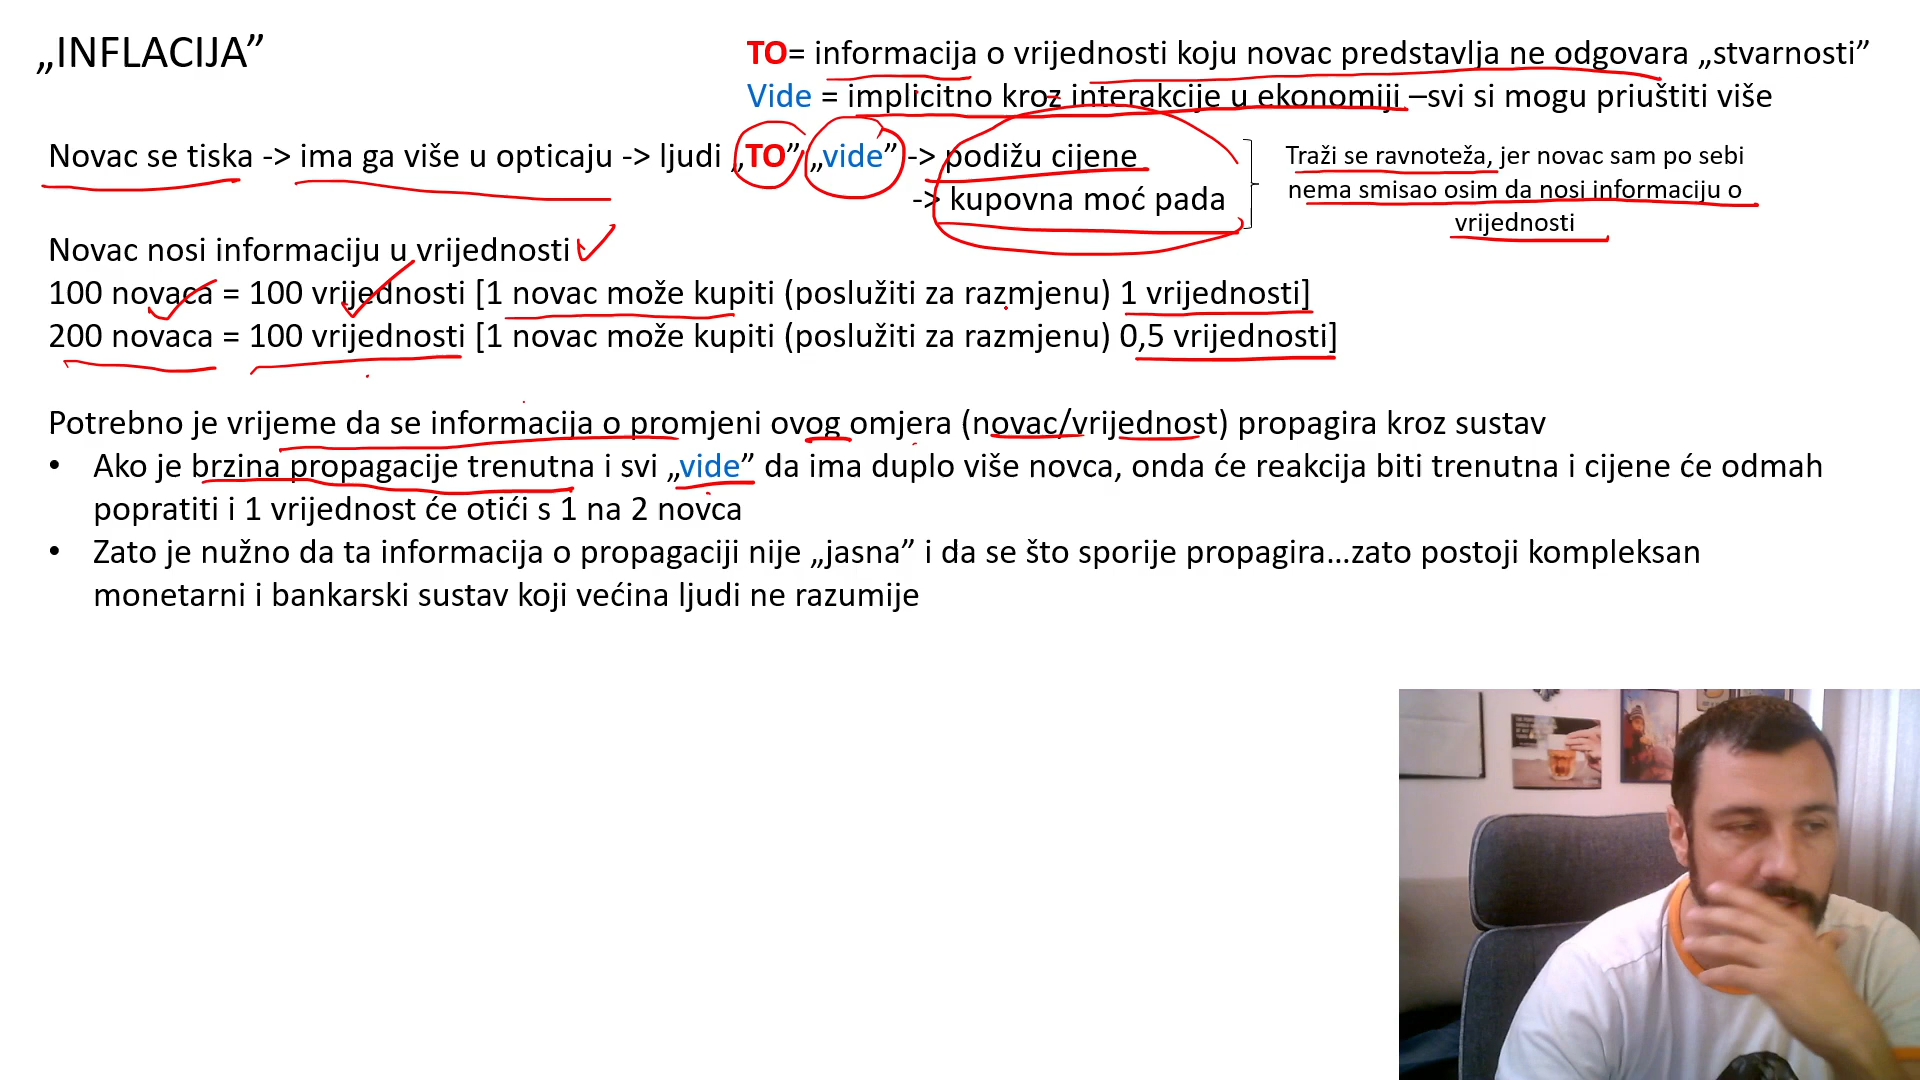 „INFLACIJA”
TO= informacija o vrijednosti koju novac predstavlja ne odgovara „stvarnosti”
Vide = implicitno kroz interakcije u ekonomiji –svi si mogu priuštiti više
Novac se tiska -> ima ga više u opticaju -> ljudi „TO” „vide” -> podižu cijene
-> kupovna moć pada
Traži se ravnoteža, jer novac sam po sebi
nema smisao osim da nosi informaciju o
vrijednosti
Novac nosi informaciju u vrijednosti
100 novaca = 100 vrijednosti [1 novac može kupiti (poslužiti za razmjenu) 1 vrijednosti]
200 novaca = 100 vrijednosti [1 novac može kupiti (poslužiti za razmjenu) 0,5 vrijednosti]
Potrebno je vrijeme da se informacija o promjeni ovog omjera (novac/vrijednost) propagira kroz sustav
• Ako je brzina propagacije trenutna i svi „vide” da ima duplo više novca, onda će reakcija biti trenutna i cijene će odmah
popratiti i 1 vrijednost će otići s 1 na 2 novca
• Zato je nužno da ta informacija o propagaciji nije „jasna” i da se što sporije propagira...zato postoji kompleksan
monetarni i bankarski sustav koji većina ljudi ne razumije